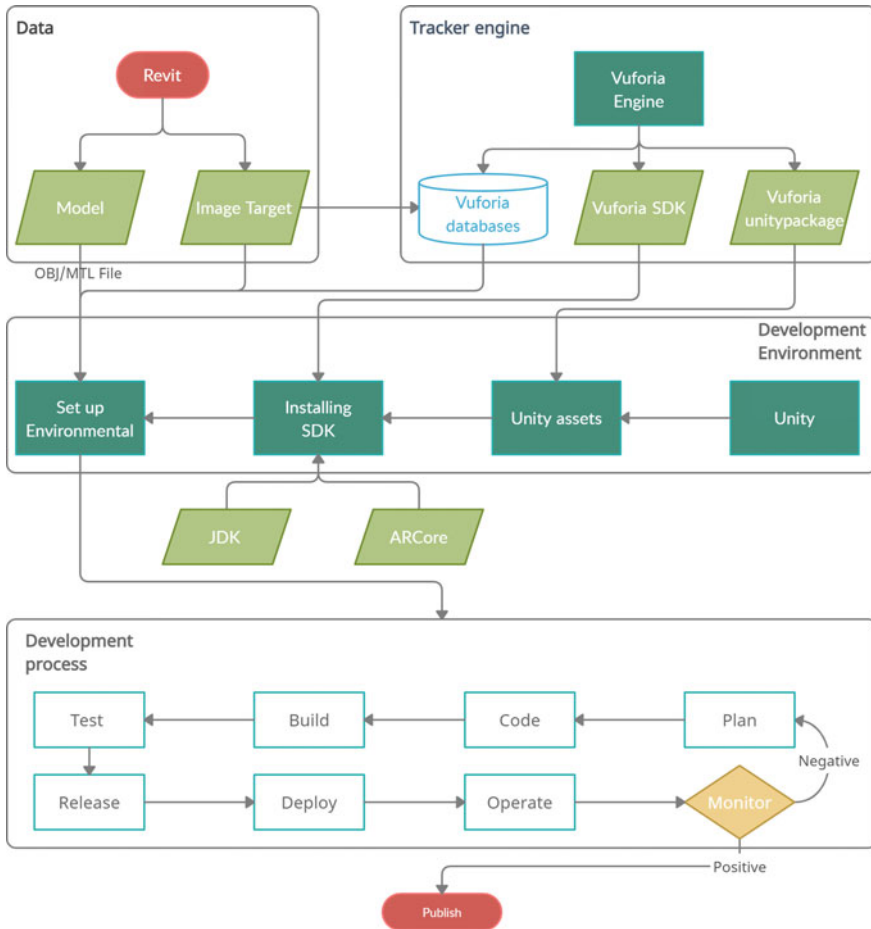 Data
Tracker engine
Revit
Vuforia
Engine
Model
Image Target
Vuforia
databases
Vuforia SDK
Vuforia
unitypackage
OBJ/MTL File
Development
Environment
Set up
Environmental
Installing
SDK
Unity assets
Unity
JDK
ARCore
Development
process
Test
Build
Code
Plan
Negative
Release
Deploy
Operate
Monitor
Positive
Publish